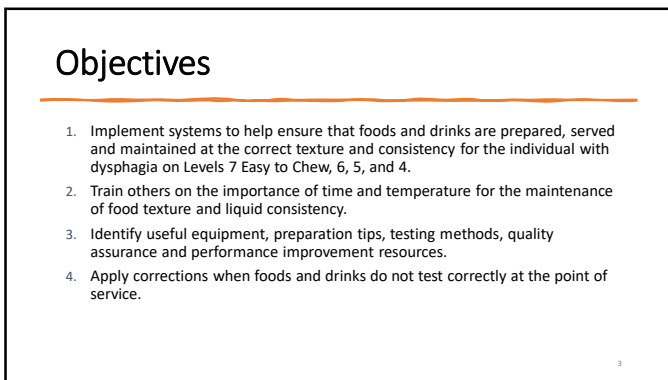 Objectives
1. Implement systems to help ensure that foods and drinks are prepared, served
and maintained at the correct texture and consistency for the individual with
dysphagia on Levels 7 Easy to Chew, 6, 5, and 4.
2. Train others on the importance of time and temperature for the maintenance
of food texture and liquid consistency.
3. Identify useful equipment, preparation tips, testing methods, quality
assurance and performance improvement resources.
4. Apply corrections when foods and drinks do not test correctly at the point of
service.
3